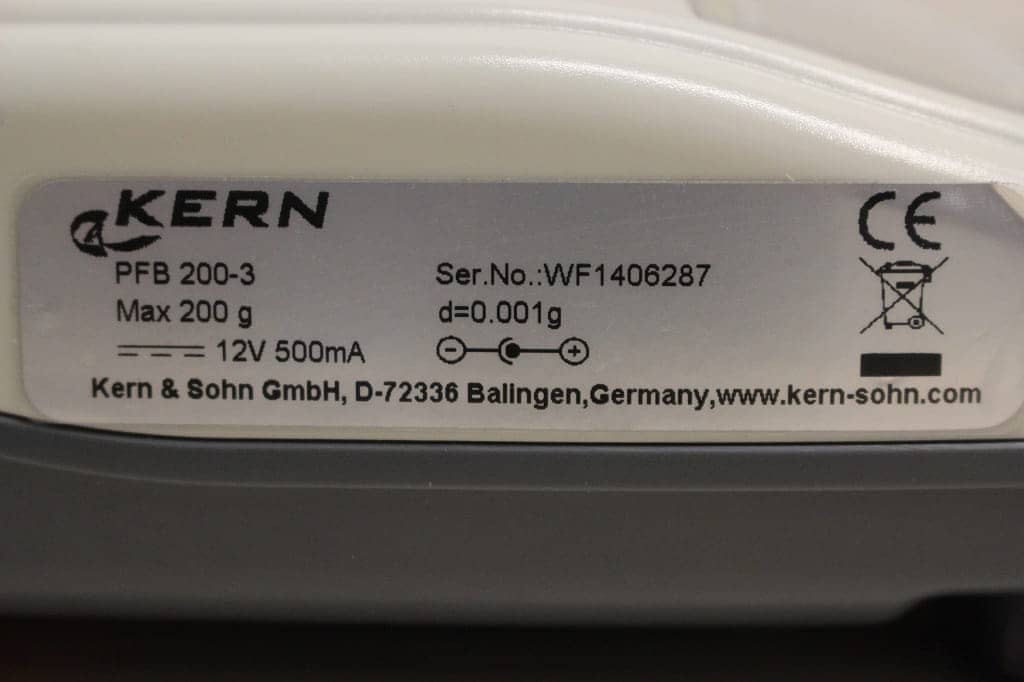 KERN
PFB 200-3 Ser.No.:WF1406287
Max 200 g d=0.001g
12V 500mA
Kern & Sohn GmbH, D-72336 Balingen,Germany,www.kern-sohn.com
CE